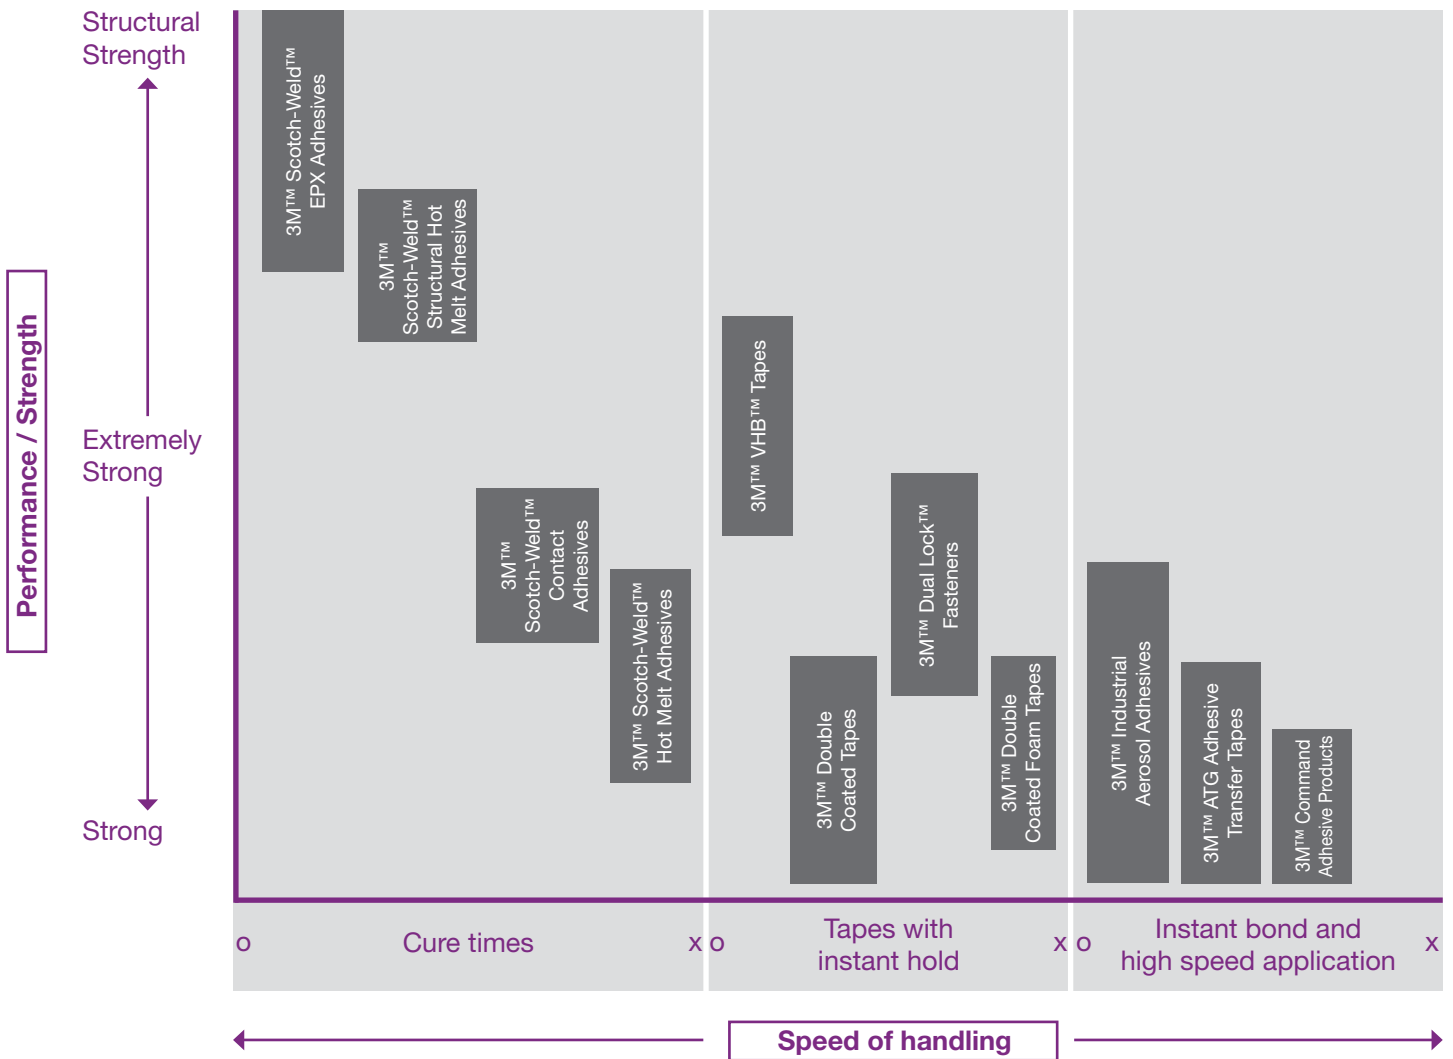 Structural
Strength
Extremely
Strong
Strong
Performance / Strength
3M™ Scotch-Weld™
EPX Adhesives
3M™
Scotch-Weld™
Structural Hot
Melt Adhesives
3M™
Scotch-Weld™
Contact
Adhesives
3M™ Scotch-Weld™
Hot Melt Adhesives
3M™ VHB™ Tapes
3M™ Double
Coated Tapes
3M™ Dual Lock™
Fasteners
3M™ Double
Coated Foam Tapes
3M™ Industrial
Aerosol Adhesives
3M™ ATG Adhesive
Transfer Tapes
3M™ Command
Adhesive Products
o Cure times x
o Tapes with
instant hold x
o Instant bond and
high speed application x
Speed of handling